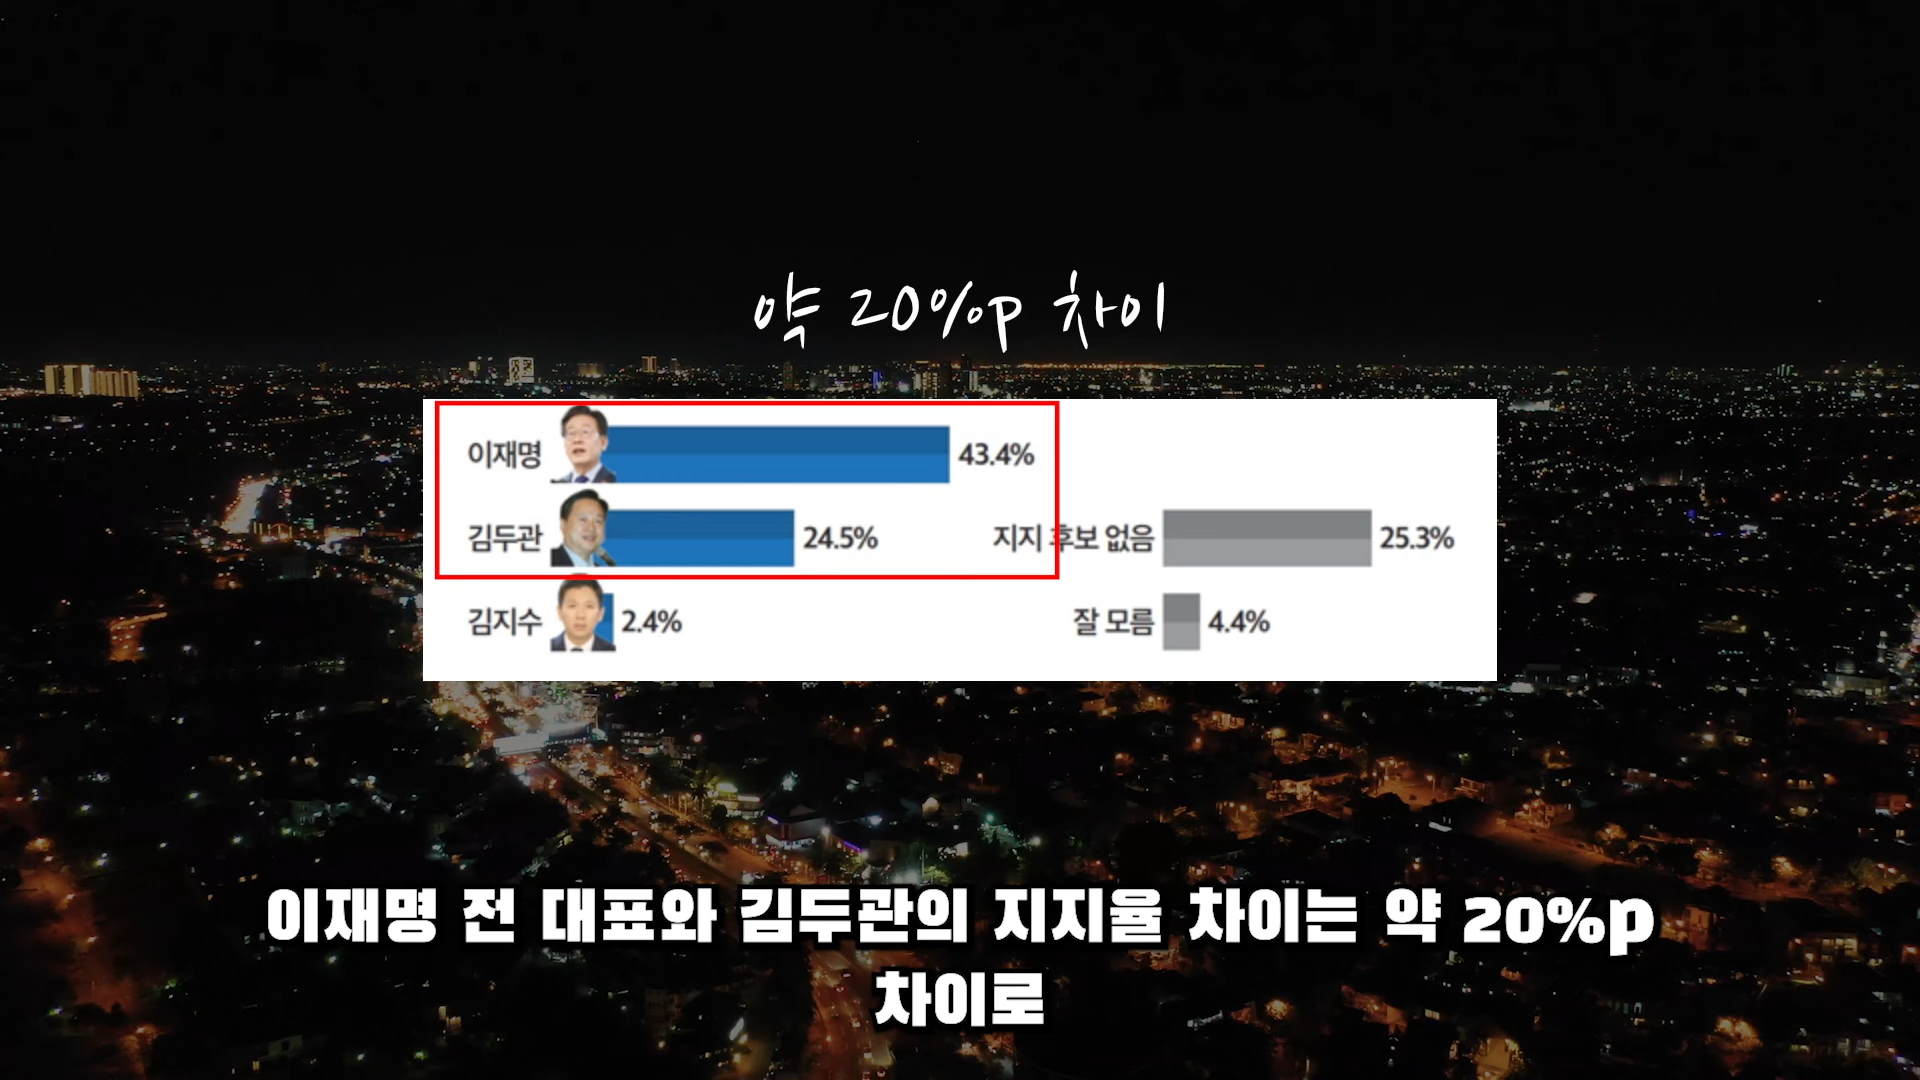 약 20%p 차이
이재명 43.4%
김두관 24.5% 지지 후보 없음 25.3%
김지수 2.4% 잘 모름 4.4%
이재명 전 대표와 김두관의 지지율 차이는 약 20%p
차이로